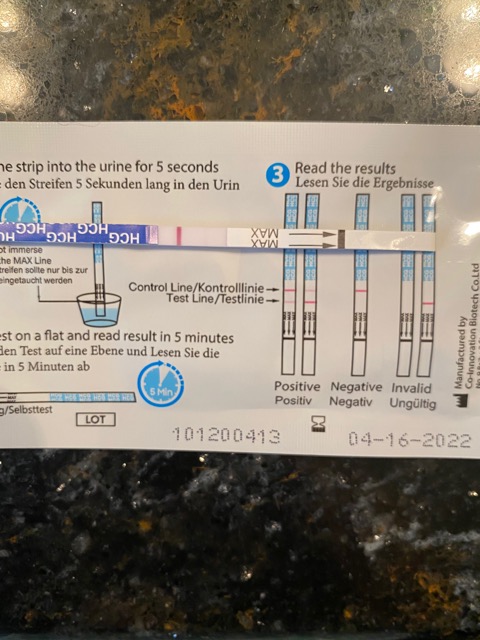 ne strip into the urine for 5 seconds
den Streifen 5 Sekunden lang in den Urin
3 Read the results
Lesen Sie die Ergebnisse
HCG HCG HCG HCG
MAX
MAX
ot immerse
he MAX Line
treifen sollte nur bis zur
eingetaucht werden
Control Line/Kontrolllinie
Test Line/Testlinie
est on a flat and read result in 5 minutes
den Test auf eine Ebene und Lesen Sie die
in 5 Minuten ab
5 Min
g/Selbsttest
LOT
Positive
Positiv
Negative
Negativ
Invalid
Ungültig
101200413
04-16-2022
Manufactured by
Co-Innovation Biotech Co.,Ltd